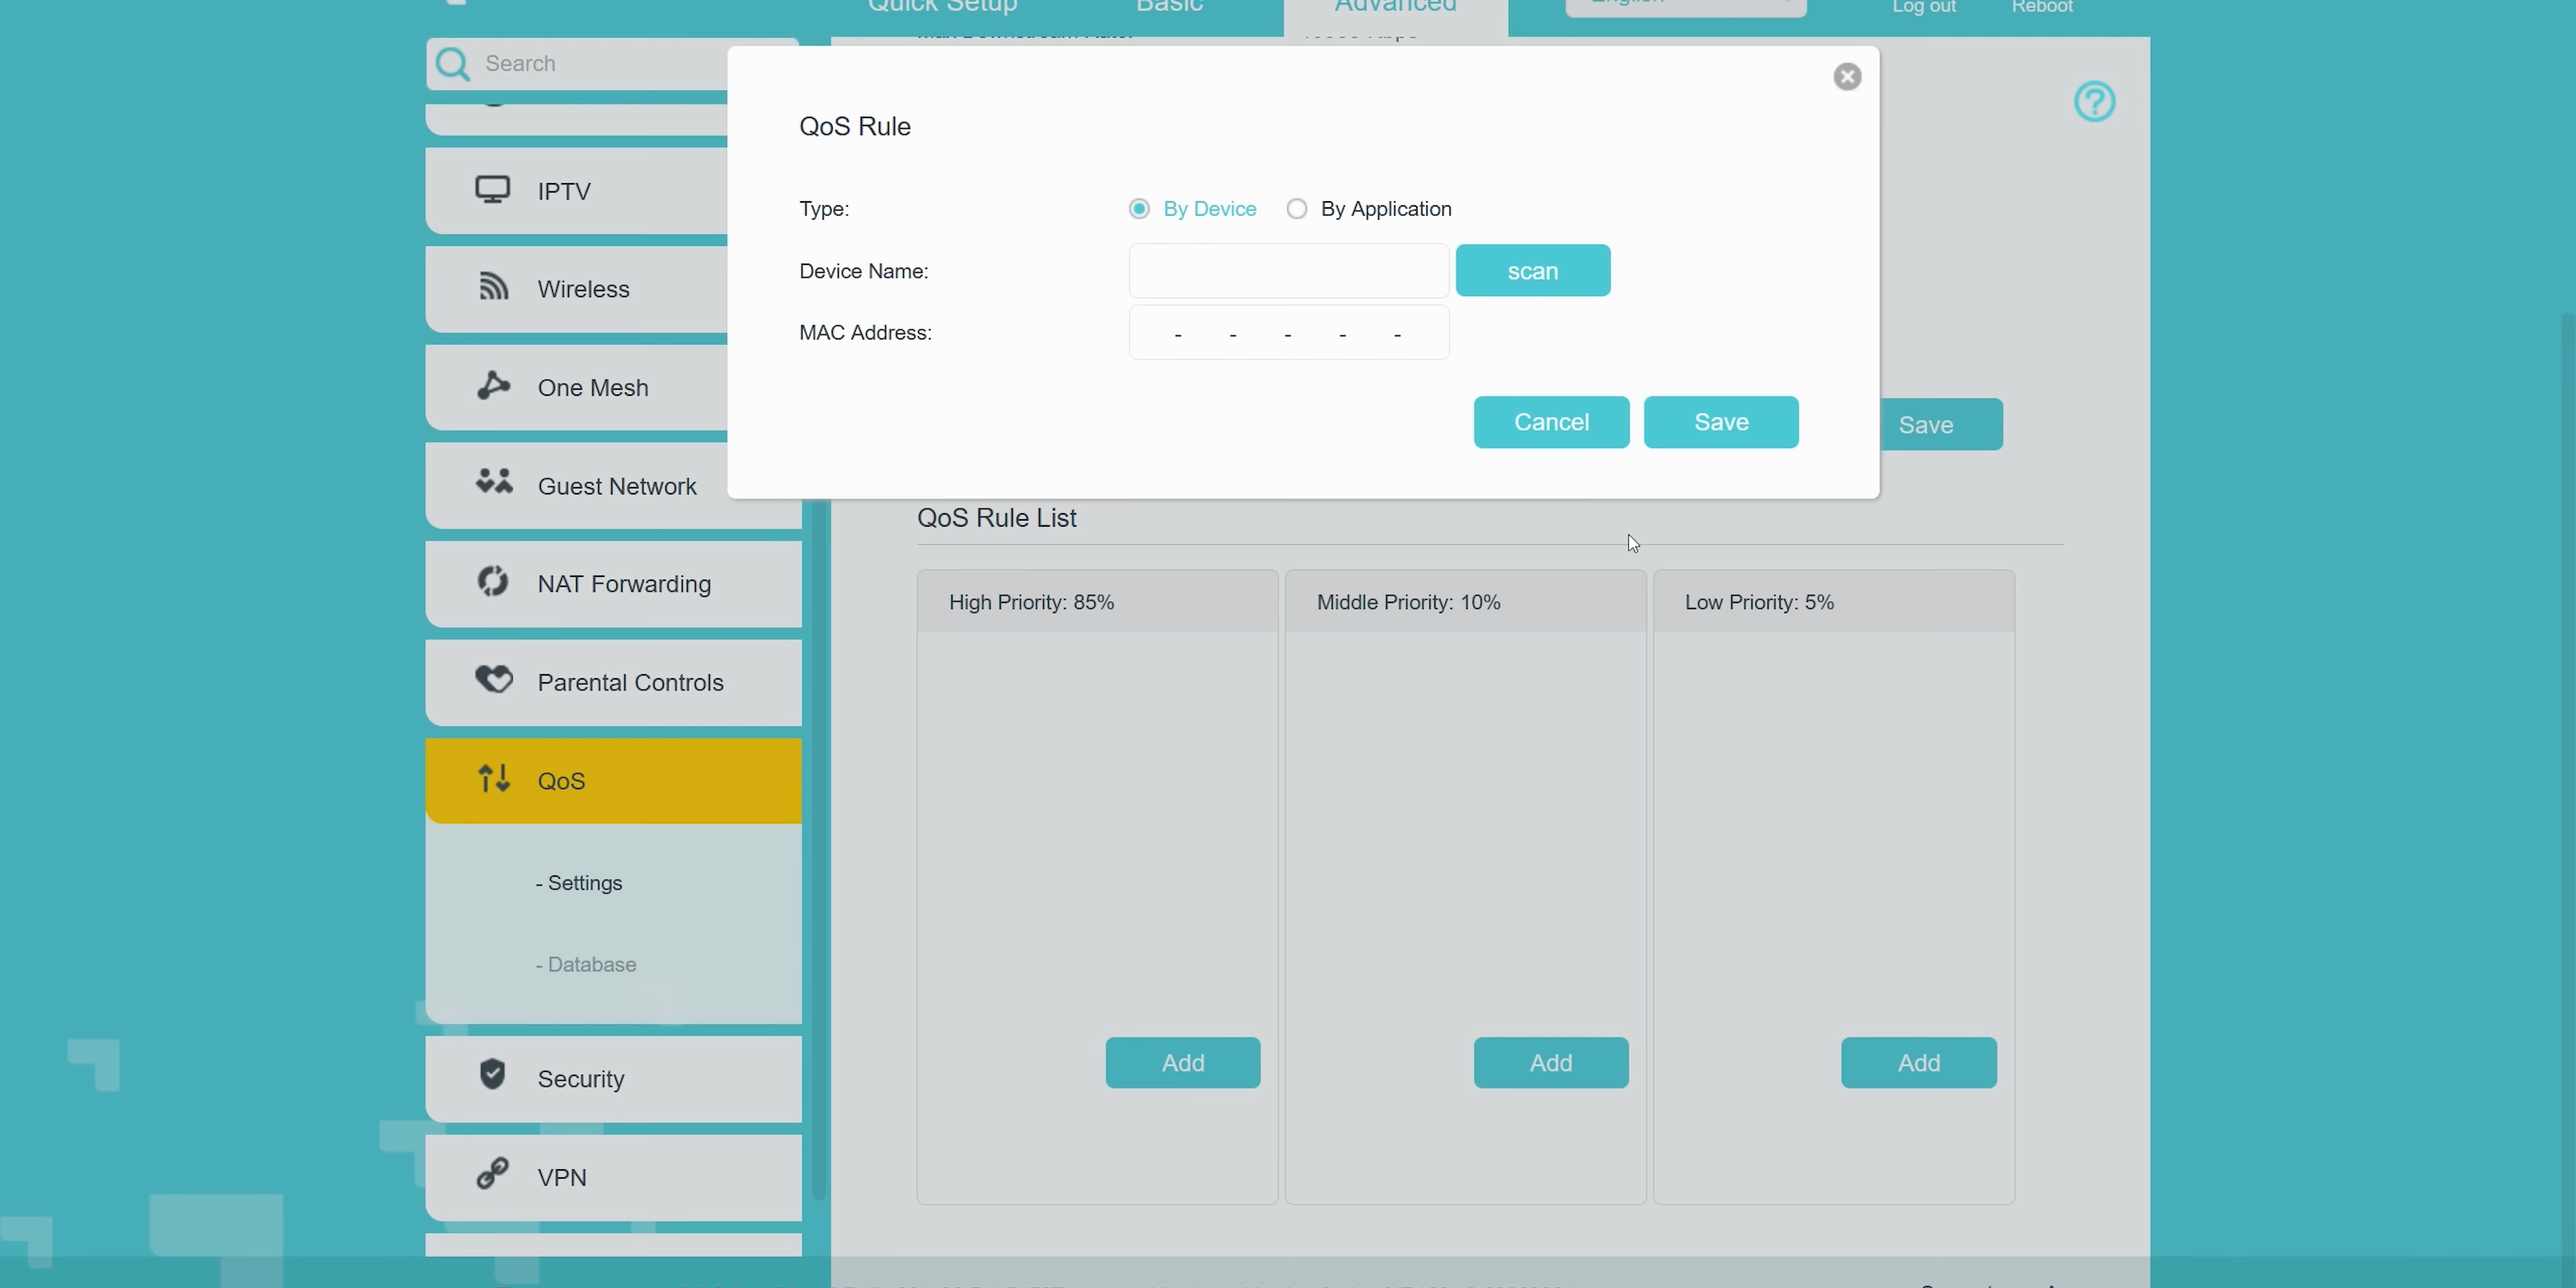 Quick Setup
Basic
Advanced
English
Log out
Reboot
Search
QoS Rule
Type:
By Device
By Application
Device Name:
scan
MAC Address:
- - - - -
Cancel
Save
Save
IPTV
Wireless
One Mesh
Guest Network
NAT Forwarding
Parental Controls
QoS
- Settings
- Database
Security
VPN
QoS Rule List
High Priority: 85%
Middle Priority: 10%
Low Priority: 5%
Add
Add
Add